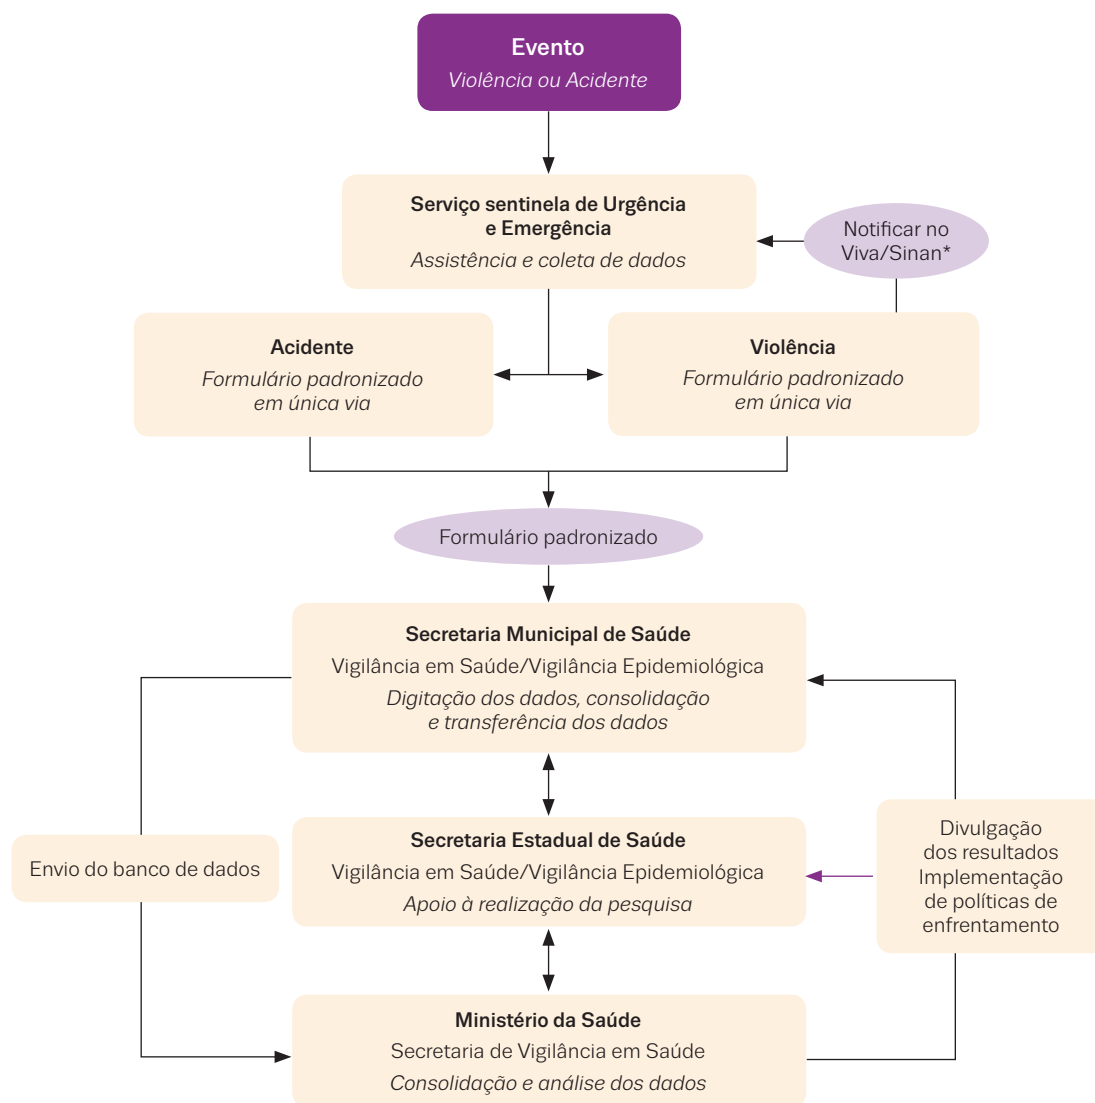 Evento
Violência ou Acidente
Serviço sentinela de Urgência
e Emergência
Assistência e coleta de dados
Notificar no
Viva/Sinan*
Acidente
Formulário padronizado
em única via
Violência
Formulário padronizado
em única via
Formulário padronizado
Secretaria Municipal de Saúde
Vigilância em Saúde/Vigilância Epidemiológica
Digitação dos dados, consolidação
e transferência dos dados
Envio do banco de dados
Secretaria Estadual de Saúde
Vigilância em Saúde/Vigilância Epidemiológica
Apoio à realização da pesquisa
Divulgação
dos resultados
Implementação
de políticas de
enfrentamento
Ministério da Saúde
Secretaria de Vigilância em Saúde
Consolidação e análise dos dados